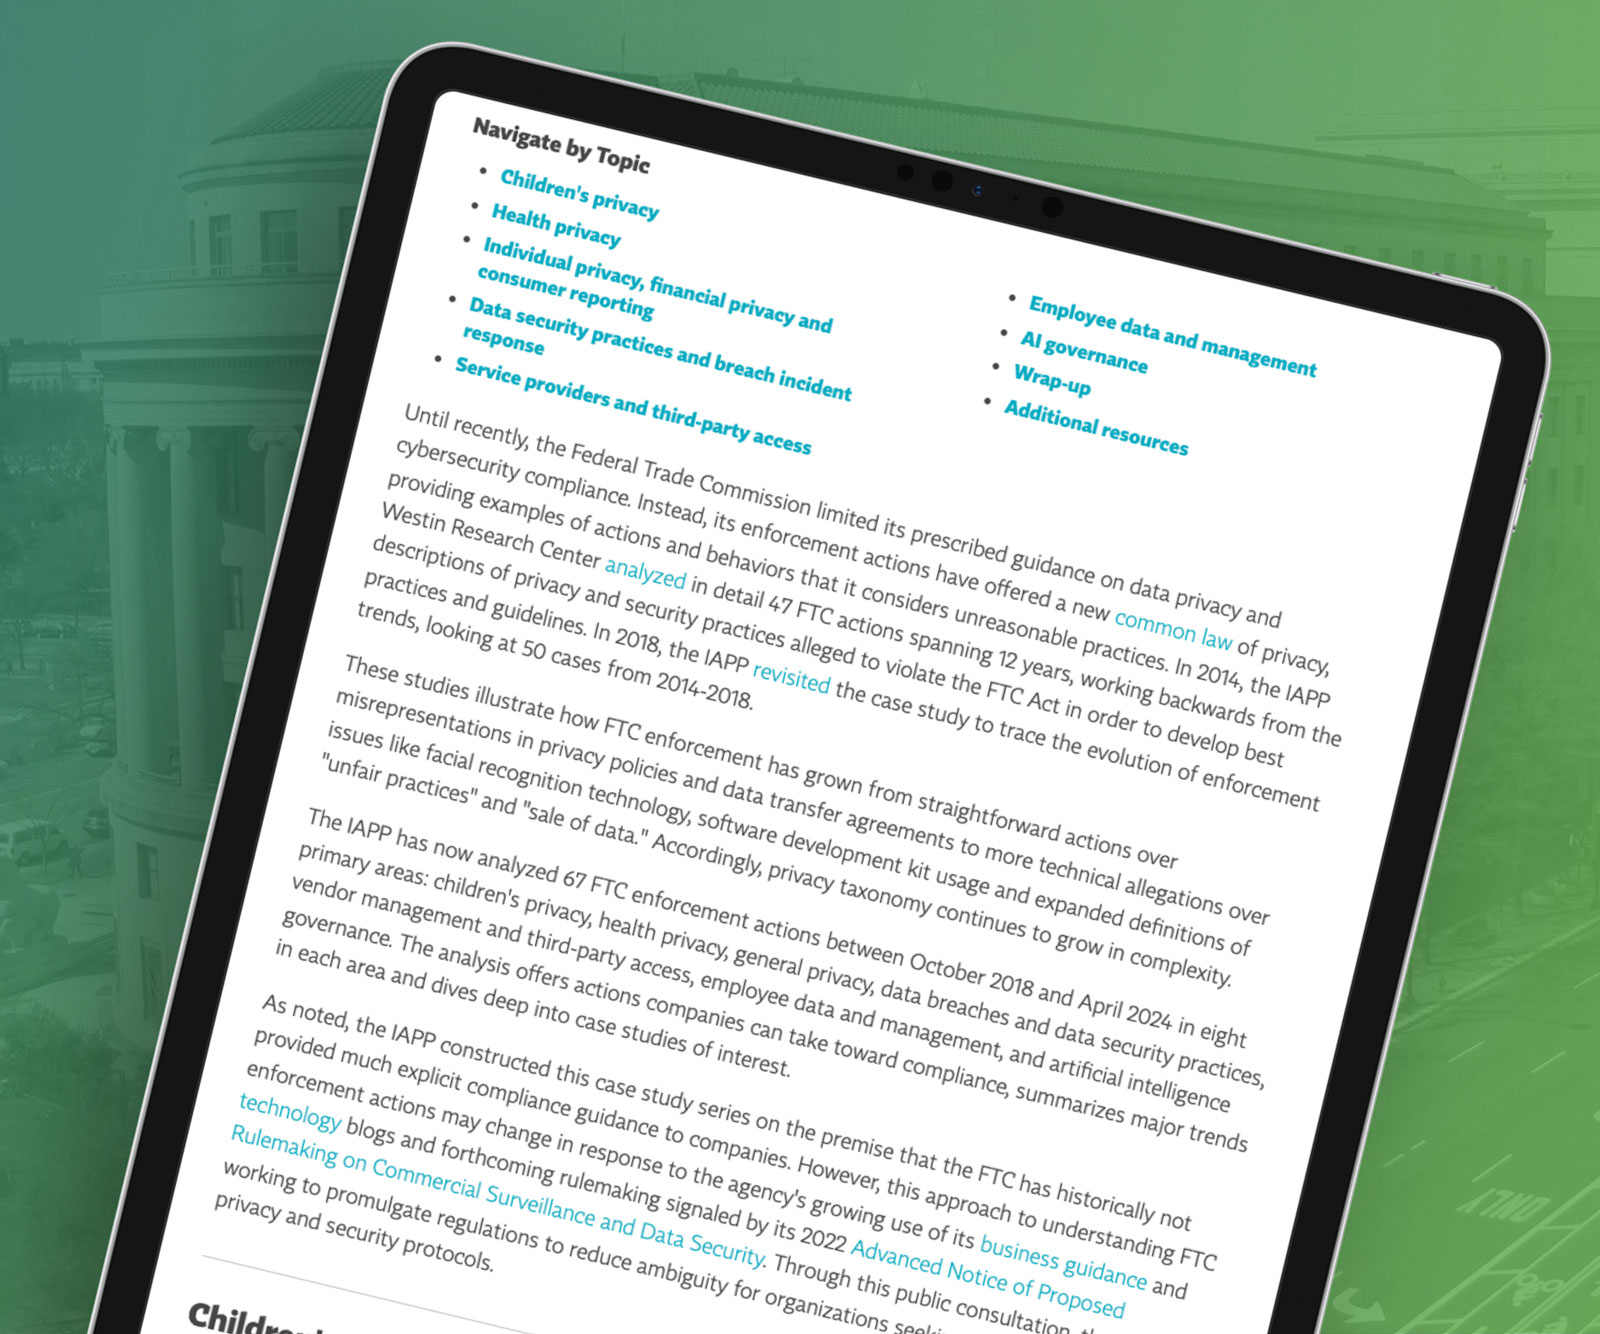 Navigate by Topic
Children's privacy
Health privacy
Individual privacy, financial privacy and
consumer reporting
Data security practices and breach incident
response
Service providers and third-party access
Employee data and management
AI governance
Wrap-up
Additional resources
Until recently, the Federal Trade Commission limited its prescribed guidance on data privacy and
cybersecurity compliance. Instead, its enforcement actions have offered a new common law of privacy,
providing examples of actions and behaviors that it considers unreasonable practices. In 2014, the IAPP
Westin Research Center analyzed in detail 47 FTC actions spanning 12 years, working backwards from the
descriptions of privacy and security practices alleged to violate the FTC Act in order to develop best
practices and guidelines. In 2018, the IAPP revisited the case study to trace the evolution of enforcement
trends, looking at 50 cases from 2014-2018.
These studies illustrate how FTC enforcement has grown from straightforward actions over
misrepresentations in privacy policies and data transfer agreements to more technical allegations over
issues like facial recognition technology, software development kit usage and expanded definitions of
"unfair practices" and "sale of data." Accordingly, privacy taxonomy continues to grow in complexity.
The IAPP has now analyzed 67 FTC enforcement actions between October 2018 and April 2024 in eight
primary areas: children's privacy, health privacy, general privacy, data breaches and data security practices,
vendor management and third-party access, employee data and management, and artificial intelligence
governance. The analysis offers actions companies can take toward compliance, summarizes major trends
in each area and dives deep into case studies of interest.
As noted, the IAPP constructed this case study series on the premise that the FTC has historically not
provided much explicit compliance guidance to companies. However, this approach to understanding FTC
enforcement actions may change in response to the agency's growing use of its business guidance and
technology blogs and forthcoming rulemaking signaled by its 2022 Advanced Notice of Proposed
Rulemaking on Commercial Surveillance and Data Security. Through this public consultation,
working to promulgate regulations to reduce ambiguity for organizations
privacy and security protocols.
ONLY